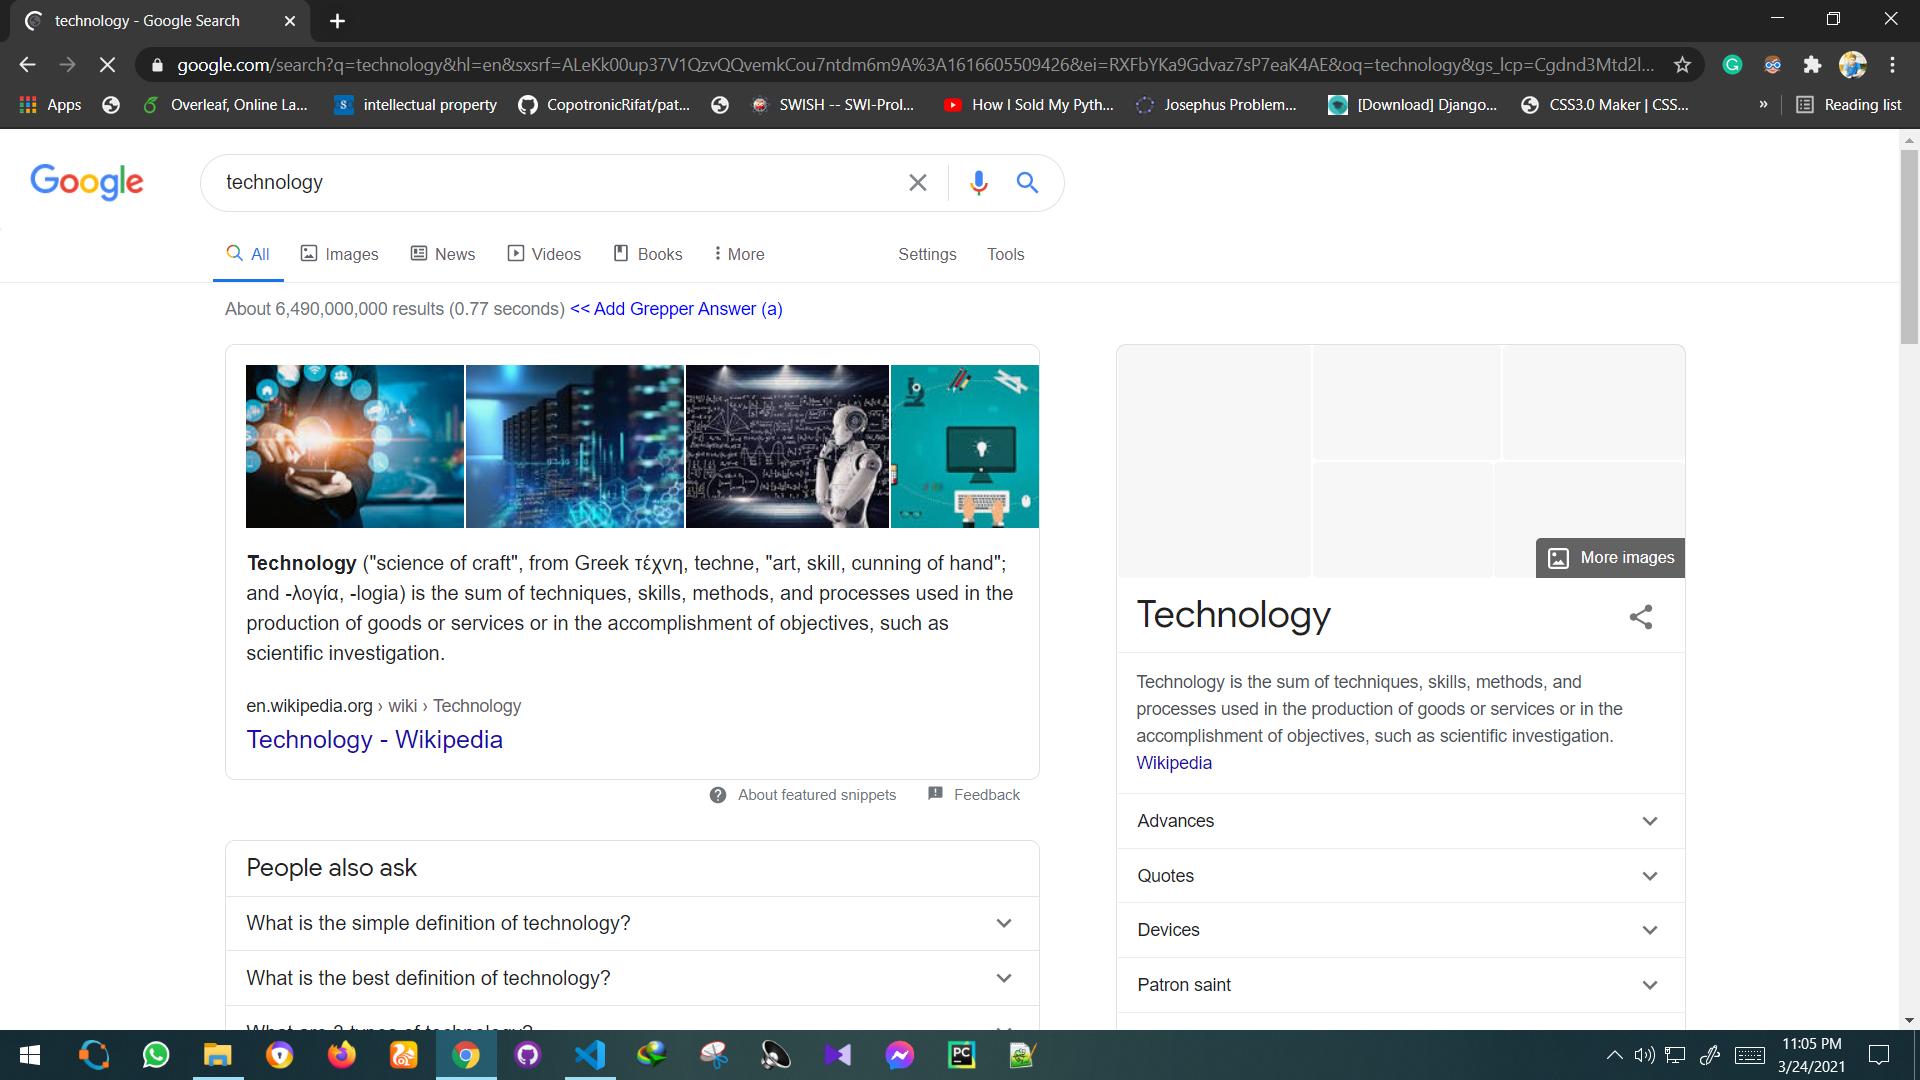 technology - Google Search
google.com/search?q=technology&hl=en&sxsrf=ALeKk00up37V1QzvQQvemkCou7ntdm6m9A%3A1616605509426&ei=RXFbYKa9Gdvaz7sP7eaK4AE&oq=technology&gs_lcp=Cgdnd3Mtd2l...
Apps
Overleaf, Online La...
intellectual property
CopotronicRifat/pat...
SWISH -- SWI-Prol...
How I Sold My Pyth...
Josephus Problem...
[Download] Django...
CSS3.0 Maker | CSS...
»
Reading list
Google
technology
All
Images
News
Videos
Books
More
Settings
Tools
About 6,490,000,000 results (0.77 seconds) << Add Grepper Answer (a)
Technology ("science of craft", from Greek τέχνη, techne, "art, skill, cunning of hand";
and -λογία, -logia) is the sum of techniques, skills, methods, and processes used in the
production of goods or services or in the accomplishment of objectives, such as
scientific investigation.
en.wikipedia.org › wiki › Technology
Technology - Wikipedia
About featured snippets
Feedback
People also ask
What is the simple definition of technology?
What is the best definition of technology?
What are 3 types of technology?
More images
Technology
Technology is the sum of techniques, skills, methods, and
processes used in the production of goods or services or in the
accomplishment of objectives, such as scientific investigation.
Wikipedia
Advances
Quotes
Devices
Patron saint
PC
11:05 PM
3/24/2021